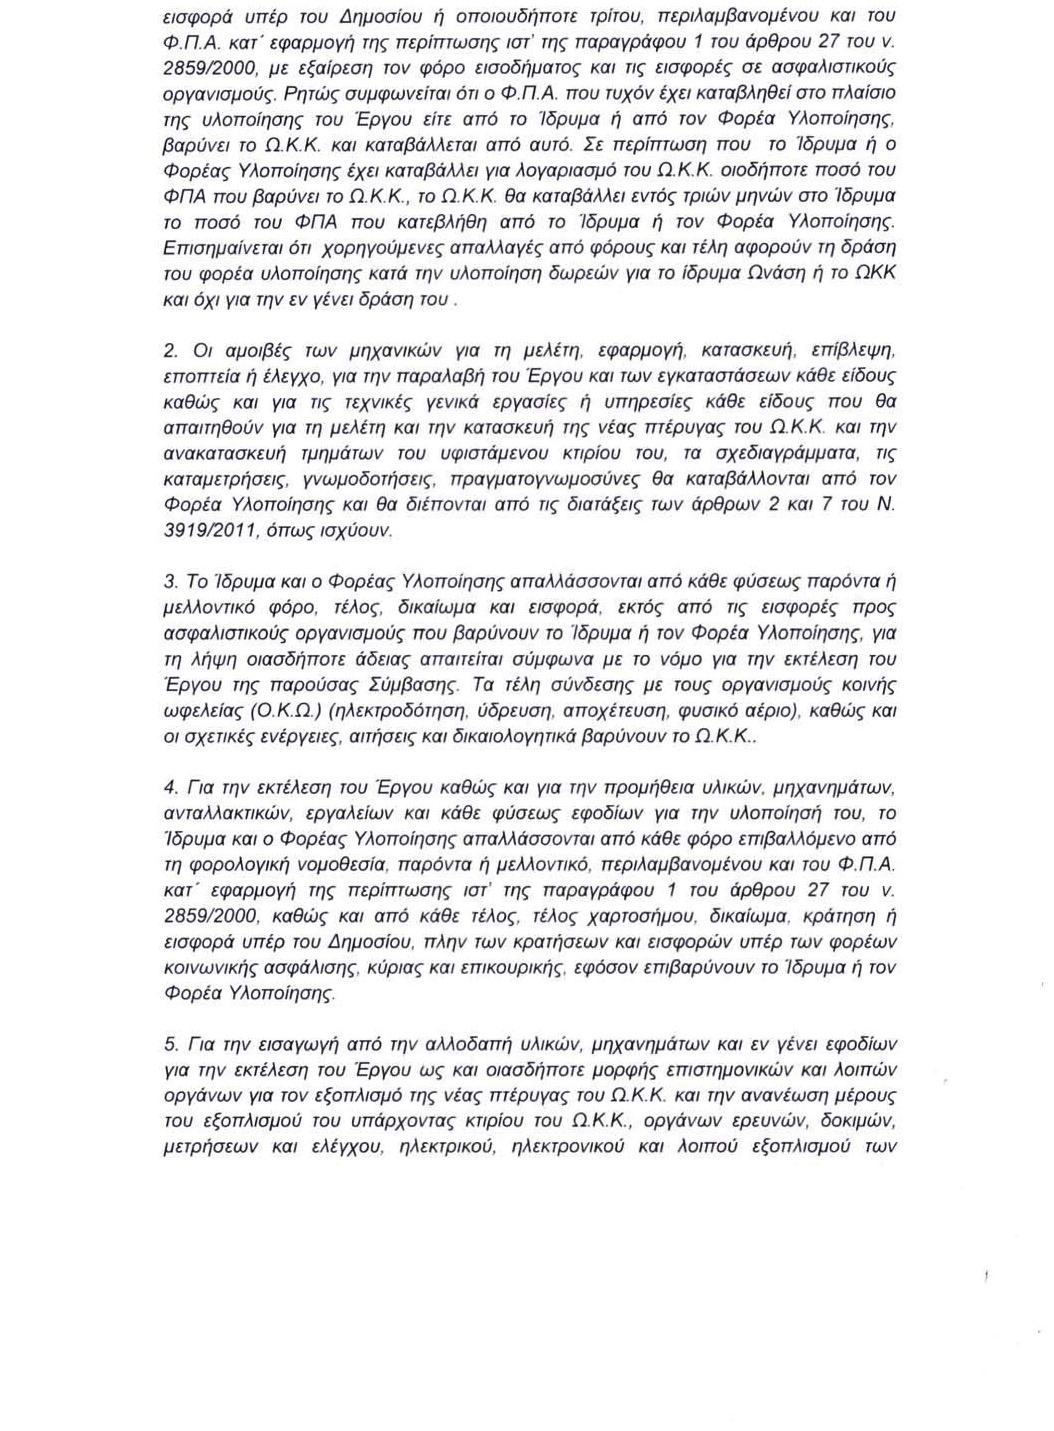 εισφορά υπέρ του Δημοσίου ή οποιουδήποτε τρίτου, περιλαμβανομένου και του
Φ.Π.Α. κατ΄ εφαρμογή της περίπτωσης ιστ' της παραγράφου 1 του άρθρου 27 του ν.
2859/2000, με εξαίρεση τον φόρο εισοδήματος και τις εισφορές σε ασφαλιστικούς
οργανισμούς. Ρητώς συμφωνείται ότι ο Φ.Π.Α. που τυχόν έχει καταβληθεί στο πλαίσιο
της υλοποίησης του Έργου είτε από το Ίδρυμα ή από τον Φορέα Υλοποίησης,
βαρύνει το Ω.Κ.Κ. και καταβάλλεται από αυτό. Σε περίπτωση που το Ίδρυμα ή ο
Φορέας Υλοποίησης έχει καταβάλλει για λογαριασμό του Ω.Κ.Κ. οιοδήποτε ποσό του
ΦΠΑ που βαρύνει το Ω.Κ.Κ., το Ω.Κ.Κ. θα καταβάλλει εντός τριών μηνών στο Ίδρυμα
το ποσό του ΦΠΑ που κατεβλήθη από το Ίδρυμα ή τον Φορέα Υλοποίησης.
Επισημαίνεται ότι χορηγούμενες απαλλαγές από φόρους και τέλη αφορούν τη δράση
του φορέα υλοποίησης κατά την υλοποίηση δωρεών για το ίδρυμα Ωνάση ή το ΩΚΚ
και όχι για την εν γένει δράση του .
2. Οι αμοιβές των μηχανικών για τη μελέτη, εφαρμογή, κατασκευή, επίβλεψη,
εποπτεία ή έλεγχο, για την παραλαβή του Έργου και των εγκαταστάσεων κάθε είδους
καθώς και για τις τεχνικές γενικά εργασίες ή υπηρεσίες κάθε είδους που θα
απαιτηθούν για τη μελέτη και την κατασκευή της νέας πτέρυγας του Ω.Κ.Κ. και την
ανακατασκευή τμημάτων του υφιστάμενου κτιρίου του, τα σχεδιαγράμματα, τις
καταμετρήσεις, γνωμοδοτήσεις, πραγματογνωμοσύνες θα καταβάλλονται από τον
Φορέα Υλοποίησης και θα διέπονται από τις διατάξεις των άρθρων 2 και 7 του Ν.
3919/2011, όπως ισχύουν.
3. Το Ίδρυμα και ο Φορέας Υλοποίησης απαλλάσσονται από κάθε φύσεως παρόντα ή
μελλοντικό φόρο, τέλος, δικαίωμα και εισφορά, εκτός από τις εισφορές προς
ασφαλιστικούς οργανισμούς που βαρύνουν το Ίδρυμα ή τον Φορέα Υλοποίησης, για
τη λήψη οιασδήποτε άδειας απαιτείται σύμφωνα με το νόμο για την εκτέλεση του
Έργου της παρούσας Σύμβασης. Τα τέλη σύνδεσης με τους οργανισμούς κοινής
ωφελείας (Ο.Κ.Ω.) (ηλεκτροδότηση, ύδρευση, αποχέτευση, φυσικό αέριο), καθώς και
οι σχετικές ενέργειες, αιτήσεις και δικαιολογητικά βαρύνουν το Ω.Κ.Κ..
4. Για την εκτέλεση του Έργου καθώς και για την προμήθεια υλικών, μηχανημάτων,
ανταλλακτικών, εργαλείων και κάθε φύσεως εφοδίων για την υλοποίησή του, το
Ίδρυμα και ο Φορέας Υλοποίησης απαλλάσσονται από κάθε φόρο επιβαλλόμενο από
τη φορολογική νομοθεσία, παρόντα ή μελλοντικό, περιλαμβανομένου και του Φ.Π.Α.
κατ΄ εφαρμογή της περίπτωσης ιστ' της παραγράφου 1 του άρθρου 27 του ν.
2859/2000, καθώς και από κάθε τέλος, τέλος χαρτοσήμου, δικαίωμα, κράτηση ή
εισφορά υπέρ του Δημοσίου, πλην των κρατήσεων και εισφορών υπέρ των φορέων
κοινωνικής ασφάλισης, κύριας και επικουρικής, εφόσον επιβαρύνουν το Ίδρυμα ή τον
Φορέα Υλοποίησης.
5. Για την εισαγωγή από την αλλοδαπή υλικών, μηχανημάτων και εν γένει εφοδίων
για την εκτέλεση του Έργου ως και οιασδήποτε μορφής επιστημονικών και λοιπών
οργάνων για τον εξοπλισμό της νέας πτέρυγας του Ω.Κ.Κ. και την ανανέωση μέρους
του εξοπλισμού του υπάρχοντας κτιρίου του Ω.Κ.Κ., οργάνων ερευνών, δοκιμών,
μετρήσεων και ελέγχου, ηλεκτρικού, ηλεκτρονικού και λοιπού εξοπλισμού των